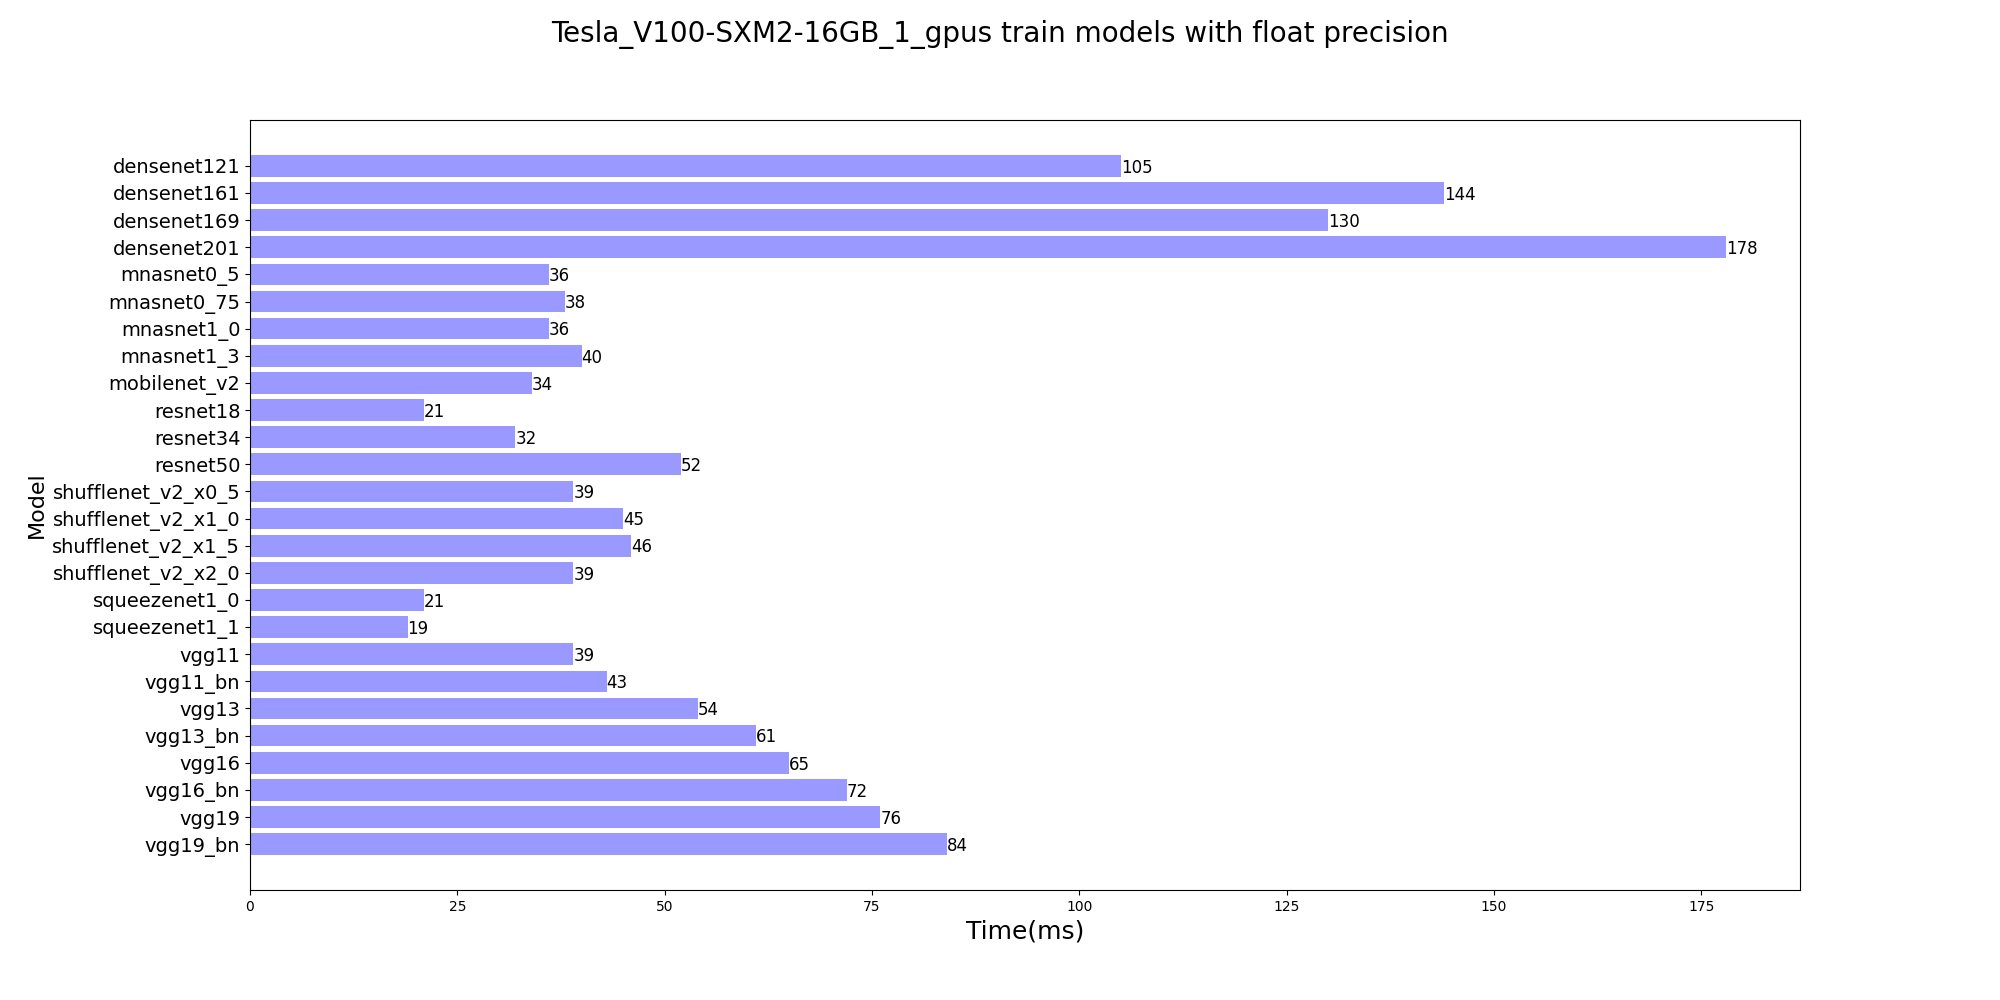 Tesla_V100-SXM2-16GB_1_gpus train models with float precision
densenet121 105
densenet161 144
densenet169 130
densenet201 178
mnasnet0_5 36
mnasnet0_75 38
mnasnet1_0 36
mnasnet1_3 40
mobilenet_v2 34
resnet18 21
resnet34 32
resnet50 52
shufflenet_v2_x0_5 39
shufflenet_v2_x1_0 45
shufflenet_v2_x1_5 46
shufflenet_v2_x2_0 39
squeezenet1_0 21
squeezenet1_1 19
vgg11 39
vgg11_bn 43
vgg13 54
vgg13_bn 61
vgg16 65
vgg16_bn 72
vgg19 76
vgg19_bn 84
Model
0 25 50 75 100 125 150 175
Time(ms)